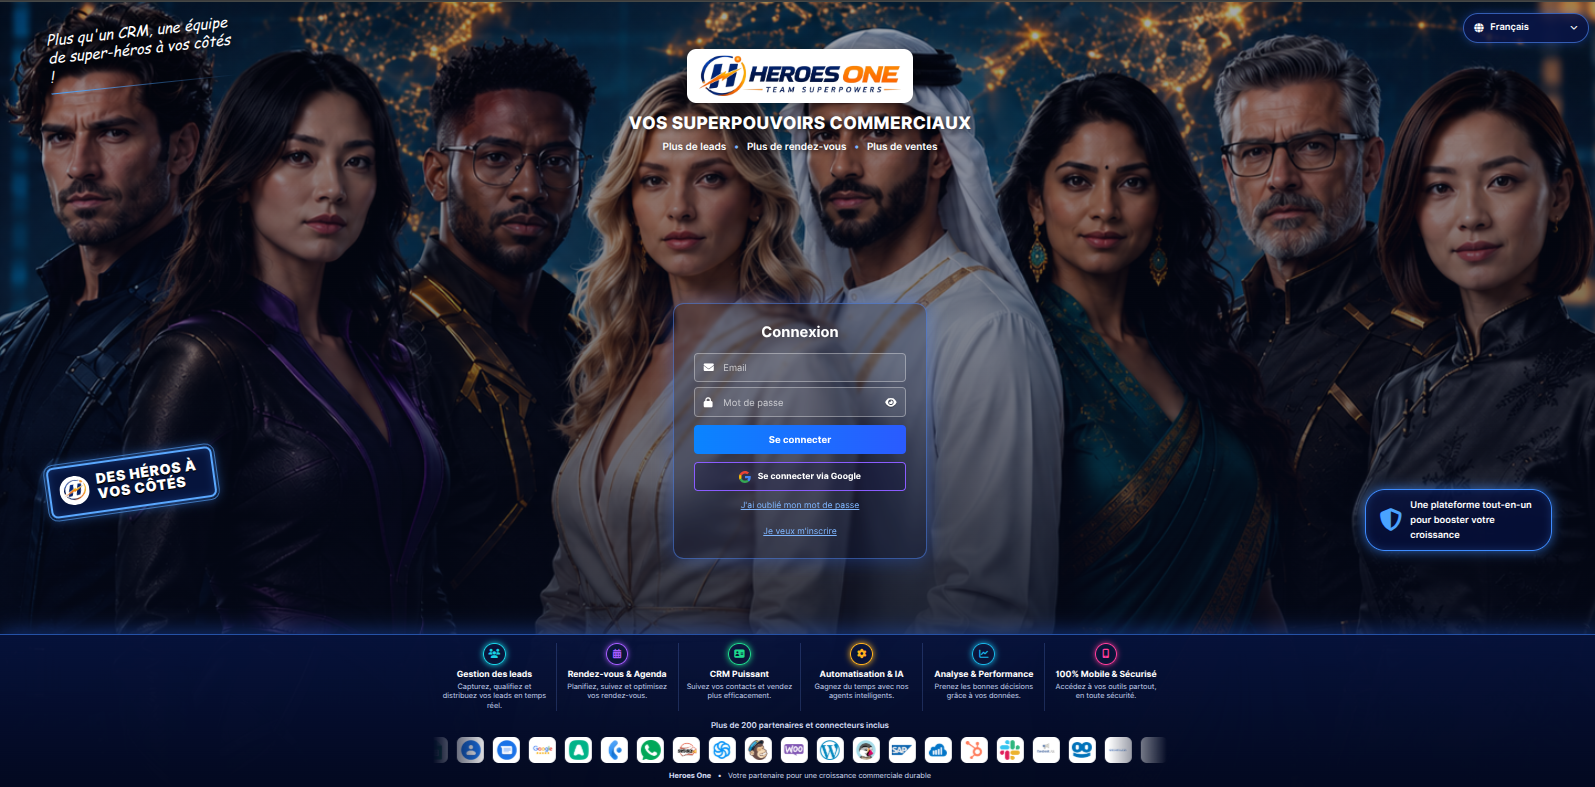 Plus qu'un CRM, une équipe
de super-héros à vos côtés
!
Français
HEROES ONE
TEAM SUPERPOWERS
VOS SUPERPOUVOIRS COMMERCIAUX
Plus de leads • Plus de rendez-vous • Plus de ventes
Connexion
Email
Mot de passe
Se connecter
Se connecter via Google
J'ai oublié mon mot de passe
Je veux m'inscrire
DES HÉROS À
VOS CÔTÉS
Une plateforme tout-en-un
pour booster votre
croissance
Gestion des leads
Capturez, qualifiez et
distribuez vos leads en temps
réel.
Rendez-vous & Agenda
Planifiez, suivez et optimisez
vos rendez-vous.
CRM Puissant
Suivez vos contacts et vendez
plus efficacement.
Automatisation & IA
Gagnez du temps avec nos
agents intelligents.
Analyse & Performance
Prenez les bonnes décisions
grâce à vos données.
100% Mobile & Sécurisé
Accédez à vos outils partout,
en toute sécurité.
Plus de 200 partenaires et connecteurs inclus
Google
WOO
SAP
Heroes One • Votre partenaire pour une croissance commerciale durable